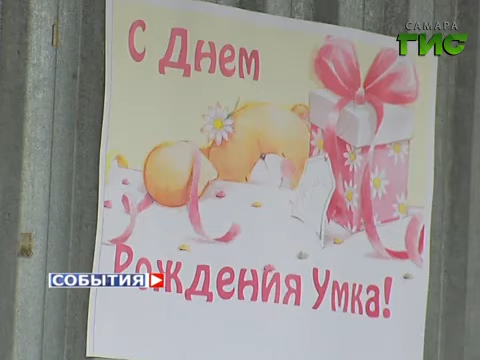 САМАРА
ГИС
С Днем
СОБЫТИЯ
Рождения Умка!